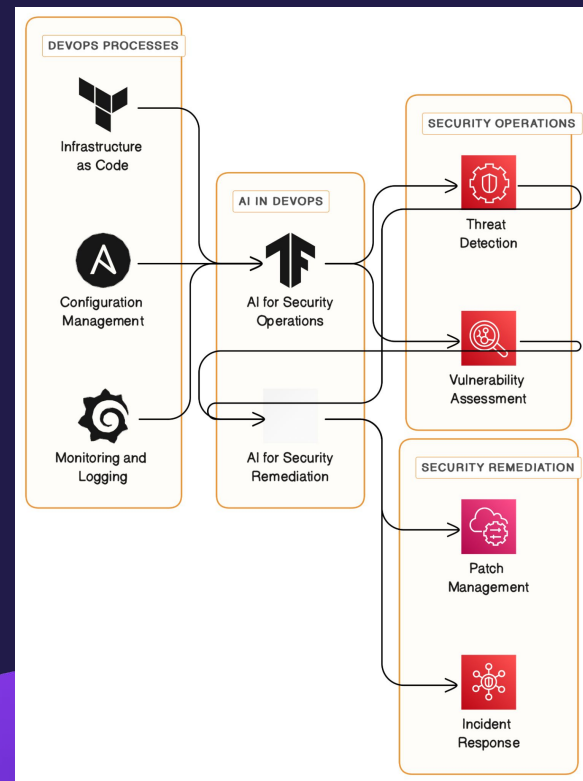 DEVOPS PROCESSES
Infrastructure
as Code
Configuration
Management
Monitoring and
Logging
AI IN DEVOPS
AI for Security
Operations
AI for Security
Remediation
SECURITY OPERATIONS
Threat
Detection
Vulnerability
Assessment
SECURITY REMEDIATION
Patch
Management
Incident
Response